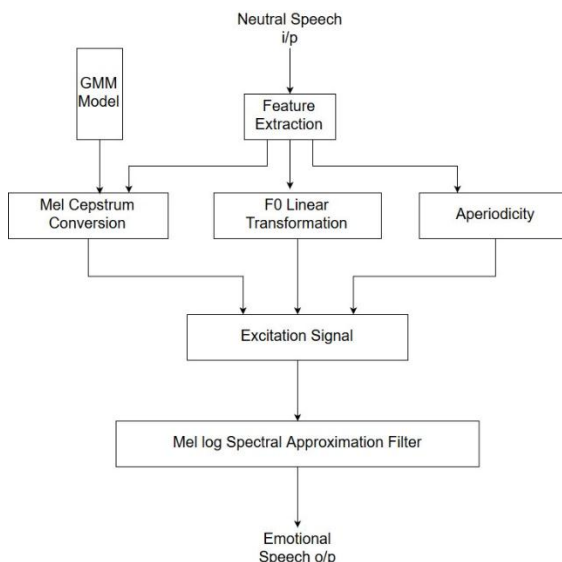 Neutral Speech
i/p
GMM
Model
Feature
Extraction
Mel Cepstrum
Conversion
F0 Linear
Transformation
Aperiodicity
Excitation Signal
Mel log Spectral Approximation Filter
Emotional
Speech o/p